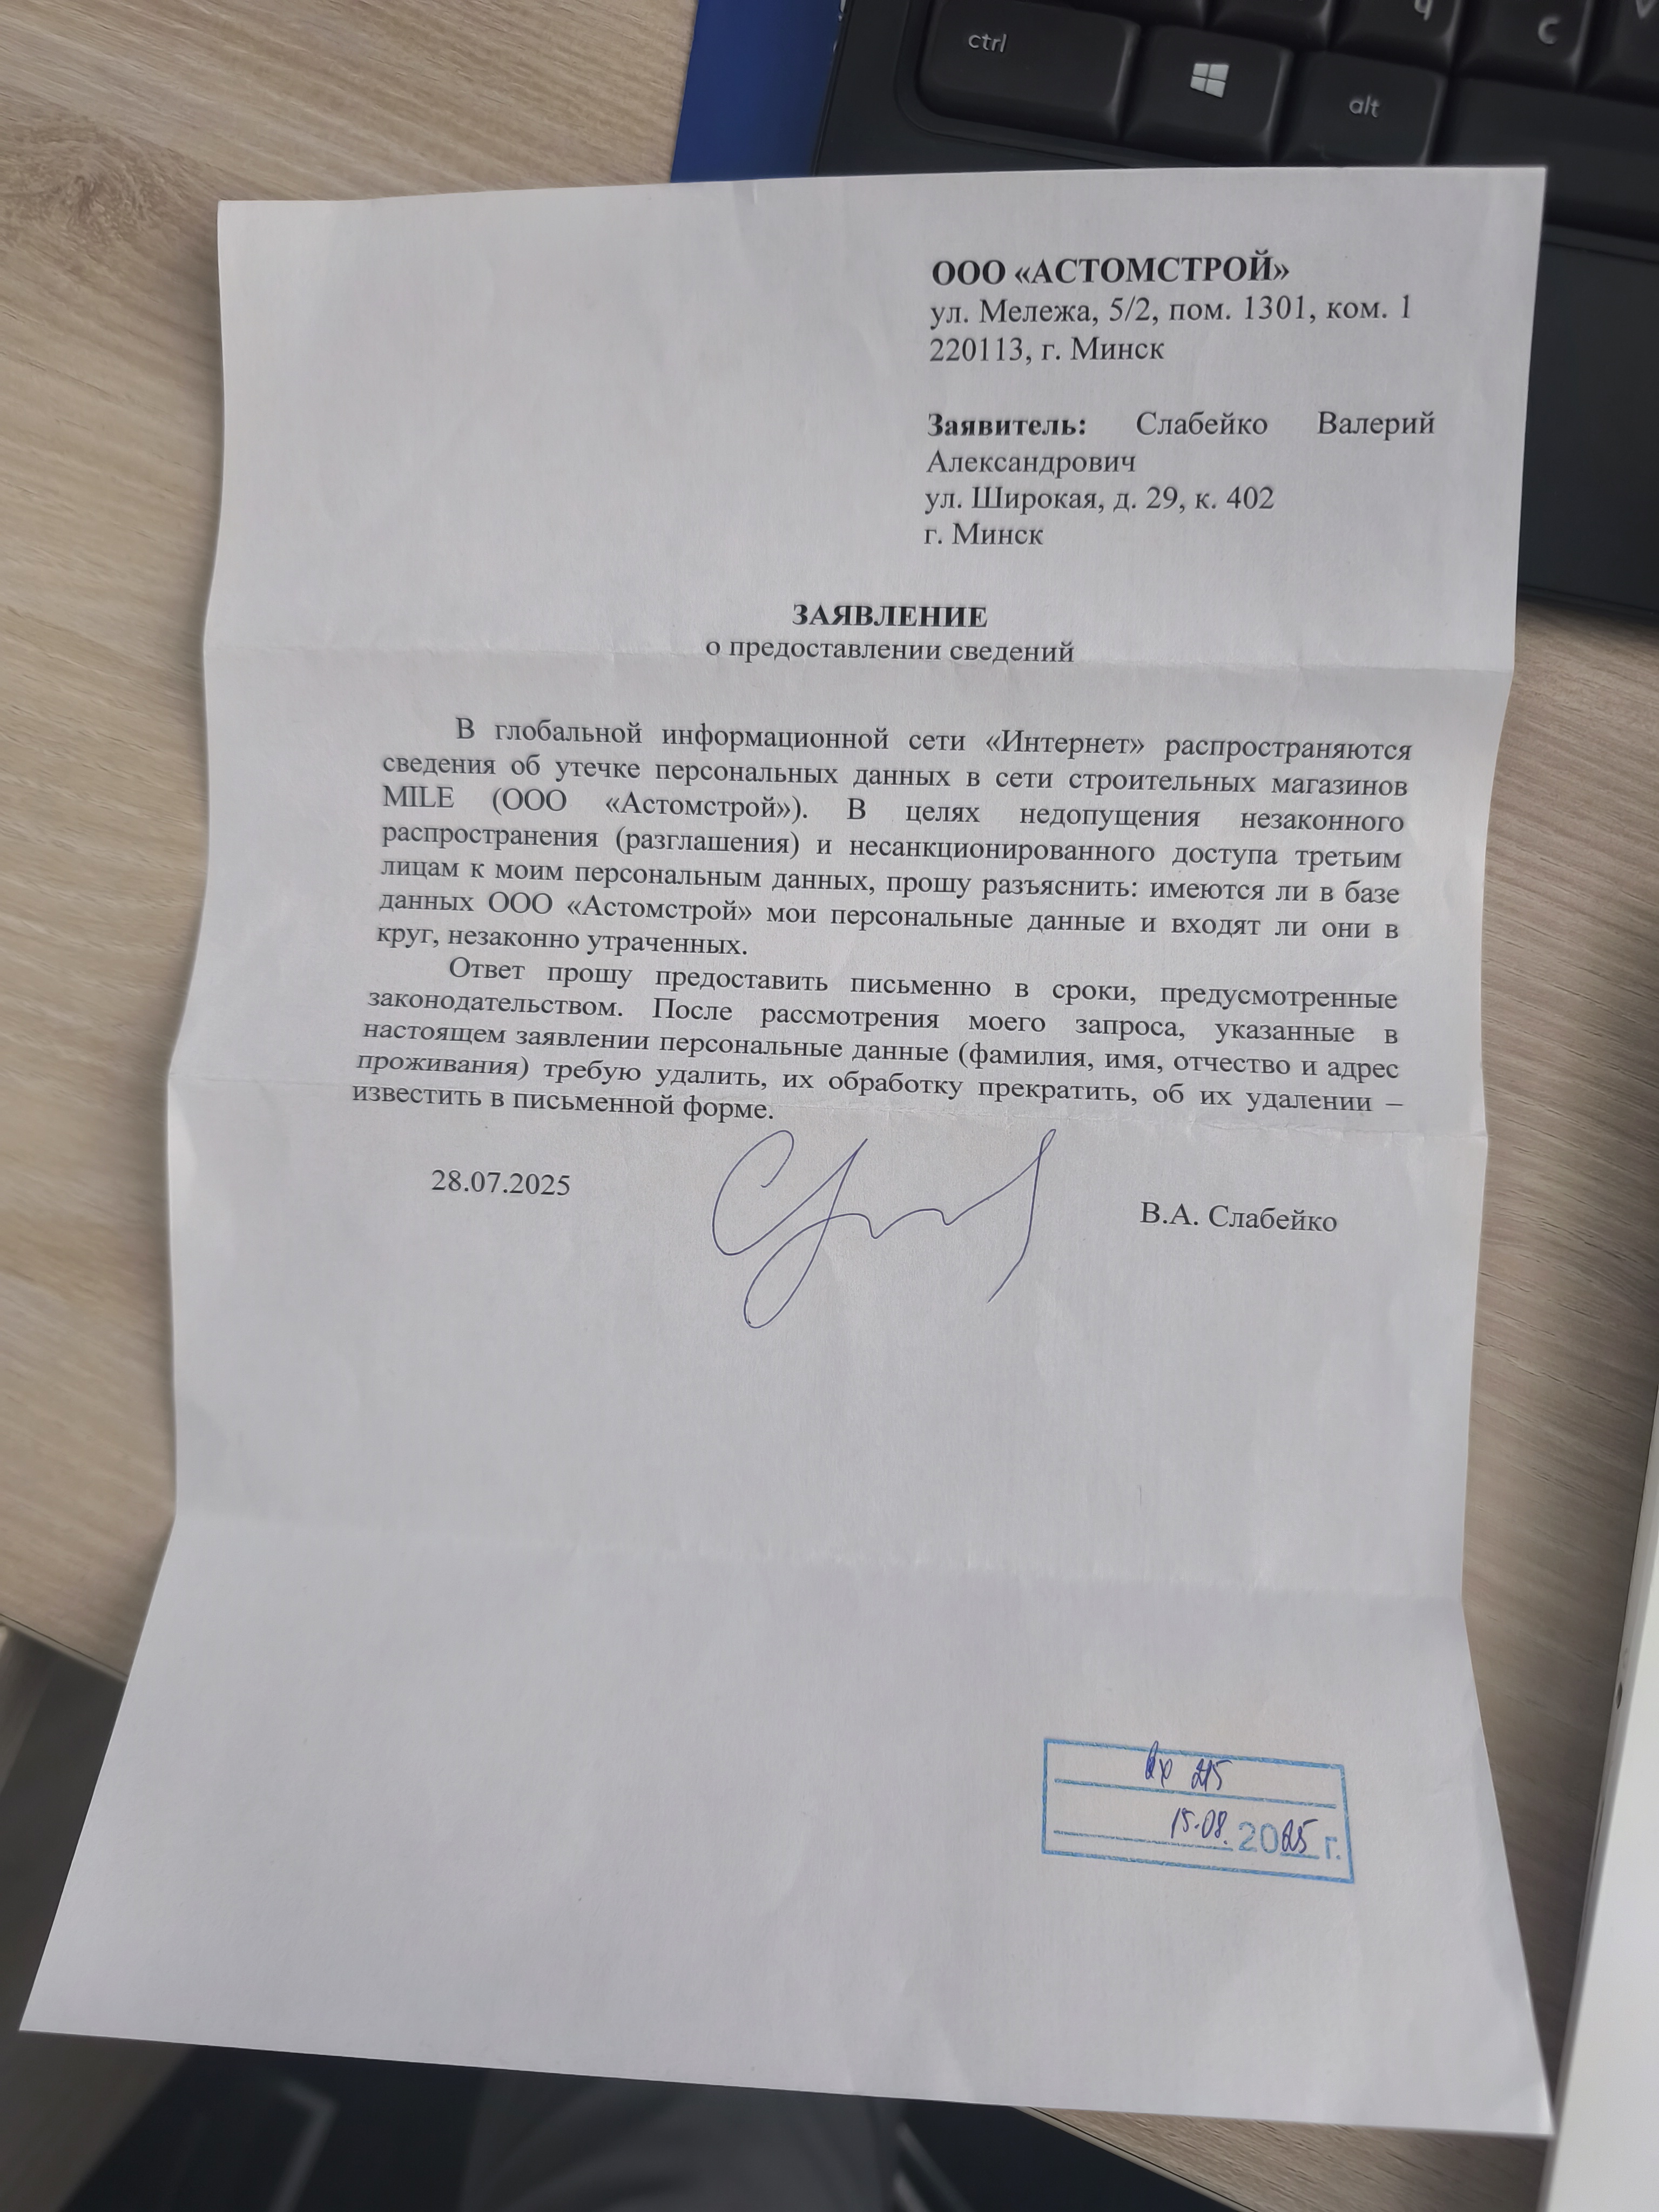 ctrl
alt
ч
С
ООО «АСТОМСТРОЙ»
ул. Мележа, 5/2, пом. 1301, ком. 1
220113, г. Минск
Заявитель: Слабейко Валерий
Александрович
ул. Широкая, д. 29, к. 402
г. Минск
ЗАЯВЛЕНИЕ
о предоставлении сведений
В глобальной информационной сети «Интернет» распространяются
сведения об утечке персональных данных в сети строительных магазинов
MILE (ООО «Астомстрой»). В целях недопущения незаконного
распространения (разглашения) и несанкционированного доступа третьим
лицам к моим персональным данных, прошу разъяснить: имеются ли в базе
данных ООО «Астомстрой» мои персональные данные и входят ли они в
круг, незаконно утраченных.
Ответ прошу предоставить письменно в сроки, предусмотренные
законодательством. После рассмотрения моего запроса, указанные в
настоящем заявлении персональные данные (фамилия, имя, отчество и адрес
проживания) требую удалить, их обработку прекратить, об их удалении –
известить в письменной форме.
28.07.2025
В.А. Слабейко
вх 215
15.08. 2025 г.